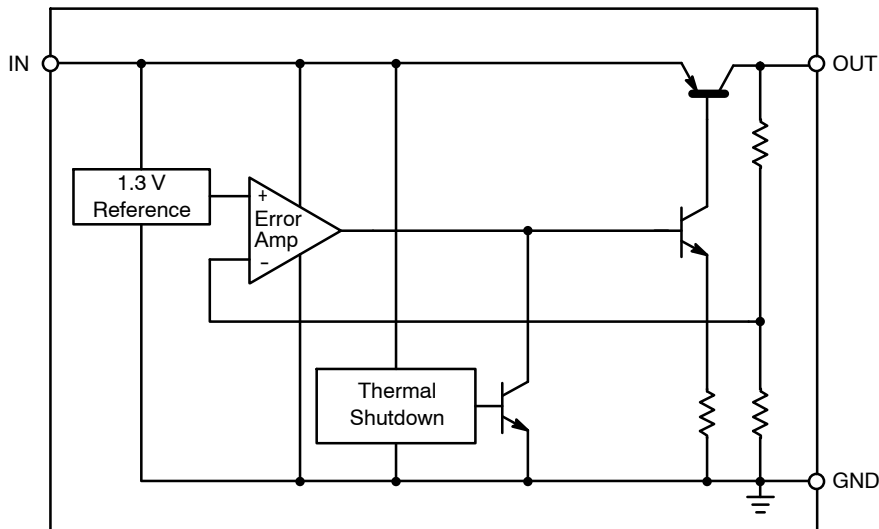 IN
OUT
1.3 V
Reference
+
Error
Amp
-
Thermal
Shutdown
GND